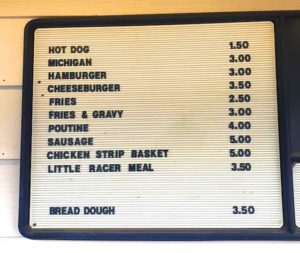 HOT DOG 1.50
MICHIGAN 3.00
HAMBURGER 3.00
CHEESEBURGER 3.50
FRIES 2.50
FRIES & GRAVY 3.00
POUTINE 4.00
SAUSAGE 5.00
CHICKEN STRIP BASKET 5.00
LITTLE RACER MEAL 3.50
BREAD DOUGH 3.50